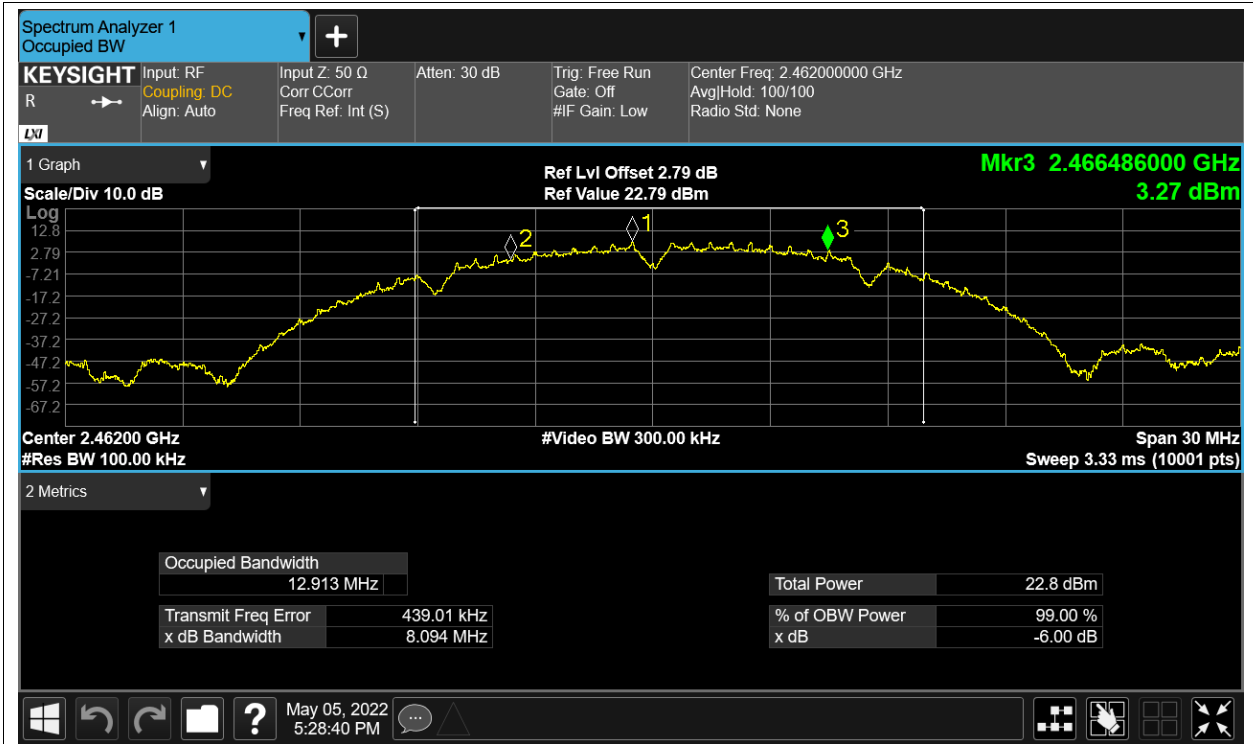 Spectrum Analyzer 1
Occupied BW
KEYSIGHT
R
LXI
Input: RF
Coupling: DC
Align: Auto
Input Z: 50 Ω
Corr CCorr
Freq Ref: Int (S)
Atten: 30 dB
Trig: Free Run
Gate: Off
#IF Gain: Low
Center Freq: 2.462000000 GHz
Avg|Hold: 100/100
Radio Std: None
1 Graph
Scale/Div 10.0 dB
Ref Lvl Offset 2.79 dB
Ref Value 22.79 dBm
Mkr3 2.466486000 GHz
3.27 dBm
Log
12.8
2.79
-7.21
-17.2
-27.2
-37.2
-47.2
-57.2
-67.2
2
1
3
Center 2.46200 GHz
#Res BW 100.00 kHz
#Video BW 300.00 kHz
Span 30 MHz
Sweep 3.33 ms (10001 pts)
2 Metrics
Occupied Bandwidth
12.913 MHz
Transmit Freq Error 439.01 kHz
x dB Bandwidth 8.094 MHz
Total Power 22.8 dBm
% of OBW Power 99.00 %
x dB -6.00 dB
?
May 05, 2022
5:28:40 PM